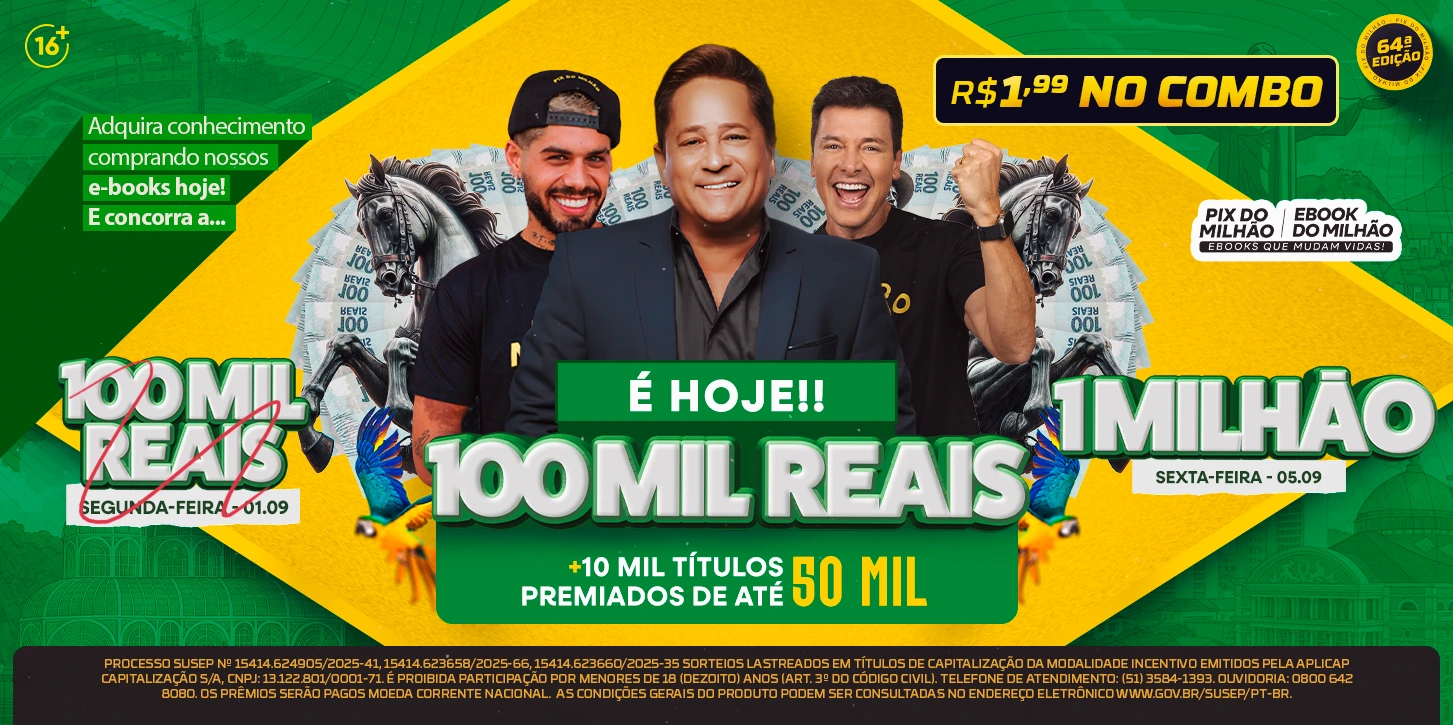 16+
64ª
EDIÇÃO
R$1,99 NO COMBO
Adquira conhecimento
comprando nossos
e-books hoje!
E concorra a...
PIX DO MILHÃO
PIX DO
MILHÃO
EBOOK
DO MILHÃO
EBOOKS QUE MUDAM VIDAS!
100 MIL
REAIS
SEGUNDA-FEIRA - 01.09
É HOJE!!
100 MIL REAIS
+10 MIL TÍTULOS
PREMIADOS DE ATÉ
50 MIL
1 MILHÃO
SEXTA-FEIRA - 05.09
PROCESSO SUSEP Nº 15414.624905/2025-41, 15414.623658/2025-66, 15414.623660/2025-35 SORTEIOS LASTREADOS EM TÍTULOS DE CAPITALIZAÇÃO DA MODALIDADE INCENTIVO EMITIDOS PELA APLICAP
CAPITALIZAÇÃO S/A, CNPJ: 13.122.801/0001-71. É PROIBIDA PARTICIPAÇÃO POR MENORES DE 18 (DEZOITO) ANOS (ART. 3º DO CÓDIGO CIVIL). TELEFONE DE ATENDIMENTO: (51) 3584-1393. OUVIDORIA: 0800 642
8080. OS PRÊMIOS SERÃO PAGOS MOEDA CORRENTE NACIONAL. AS CONDIÇÕES GERAIS DO PRODUTO PODEM SER CONSULTADAS NO ENDEREÇO ELETRÔNICO WWW.GOV.BR/SUSEP/PT-BR.